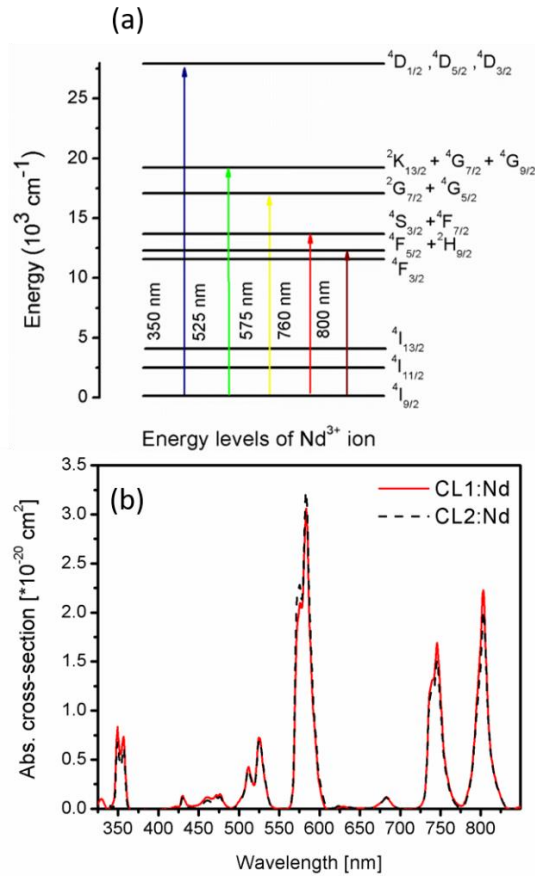 (a)
⁴D₁/₂ , ⁴D₅/₂ , ⁴D₃/₂
25
20
²K₁₃/₂ + ⁴G₇/₂ + ⁴G₉/₂
²G₇/₂ + ⁴G₅/₂
15
⁴S₃/₂ + ⁴F₇/₂
⁴F₅/₂ + ²H₉/₂
10
⁴F₃/₂
Energy (10³ cm⁻¹)
350 nm
525 nm
575 nm
760 nm
800 nm
5
⁴I₁₃/₂
⁴I₁₁/₂
0
⁴I₉/₂
Energy levels of Nd³⁺ ion
(b)
CL1:Nd
CL2:Nd
Abs. cross-section [*10⁻²⁰ cm²]
3.5
3.0
2.5
2.0
1.5
1.0
0.5
0.0
350 400 450 500 550 600 650 700 750 800
Wavelength [nm]